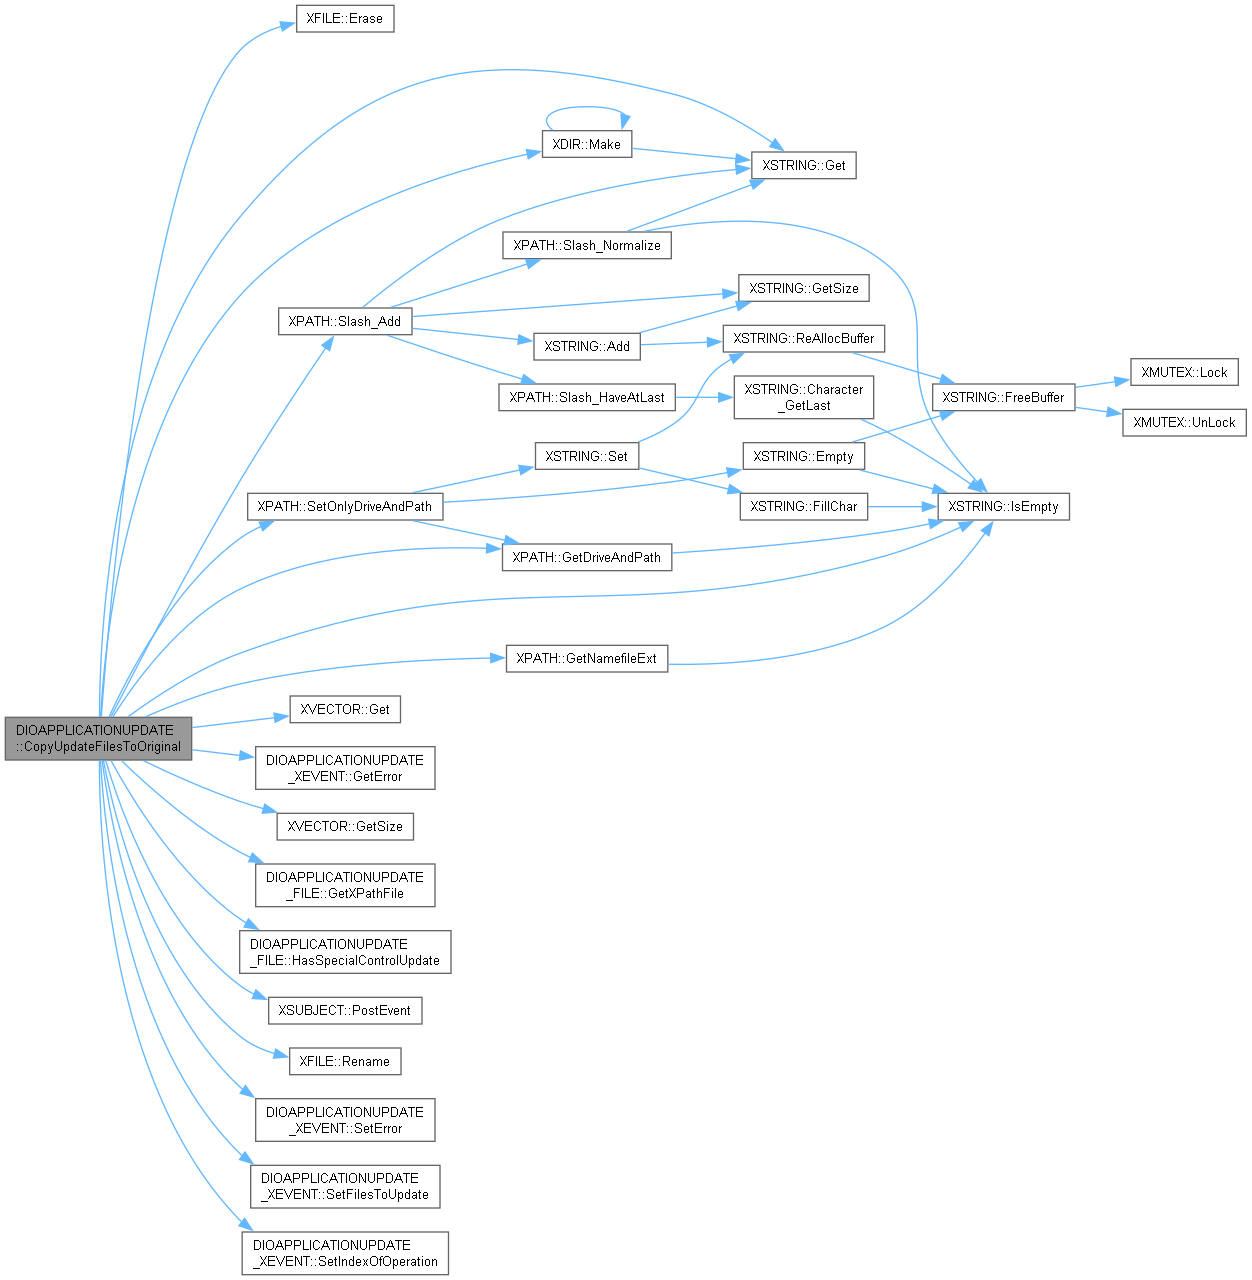 XFILE::Erase
XDIR::Make
XSTRING::Get
XPATH::Slash_Normalize
XSTRING::GetSize
XPATH::Slash_Add
XSTRING::Add
XSTRING::ReAllocBuffer
XMUTEX::Lock
XPATH::Slash_HaveAtLast
XSTRING::Character
_GetLast
XSTRING::FreeBuffer
XMUTEX::UnLock
XSTRING::Set
XSTRING::Empty
XPATH::SetOnlyDriveAndPath
XSTRING::FillChar
XSTRING::IsEmpty
XPATH::GetDriveAndPath
XPATH::GetNamefileExt
XVECTOR::Get
DIOAPPLICATIONUPDATE
::CopyUpdateFilesToOriginal
DIOAPPLICATIONUPDATE
_XEVENT::GetError
XVECTOR::GetSize
DIOAPPLICATIONUPDATE
_FILE::GetXPathFile
DIOAPPLICATIONUPDATE
_FILE::HasSpecialControlUpdate
XSUBJECT::PostEvent
XFILE::Rename
DIOAPPLICATIONUPDATE
_XEVENT::SetError
DIOAPPLICATIONUPDATE
_XEVENT::SetFilesToUpdate
DIOAPPLICATIONUPDATE
_XEVENT::SetIndexOfOperation